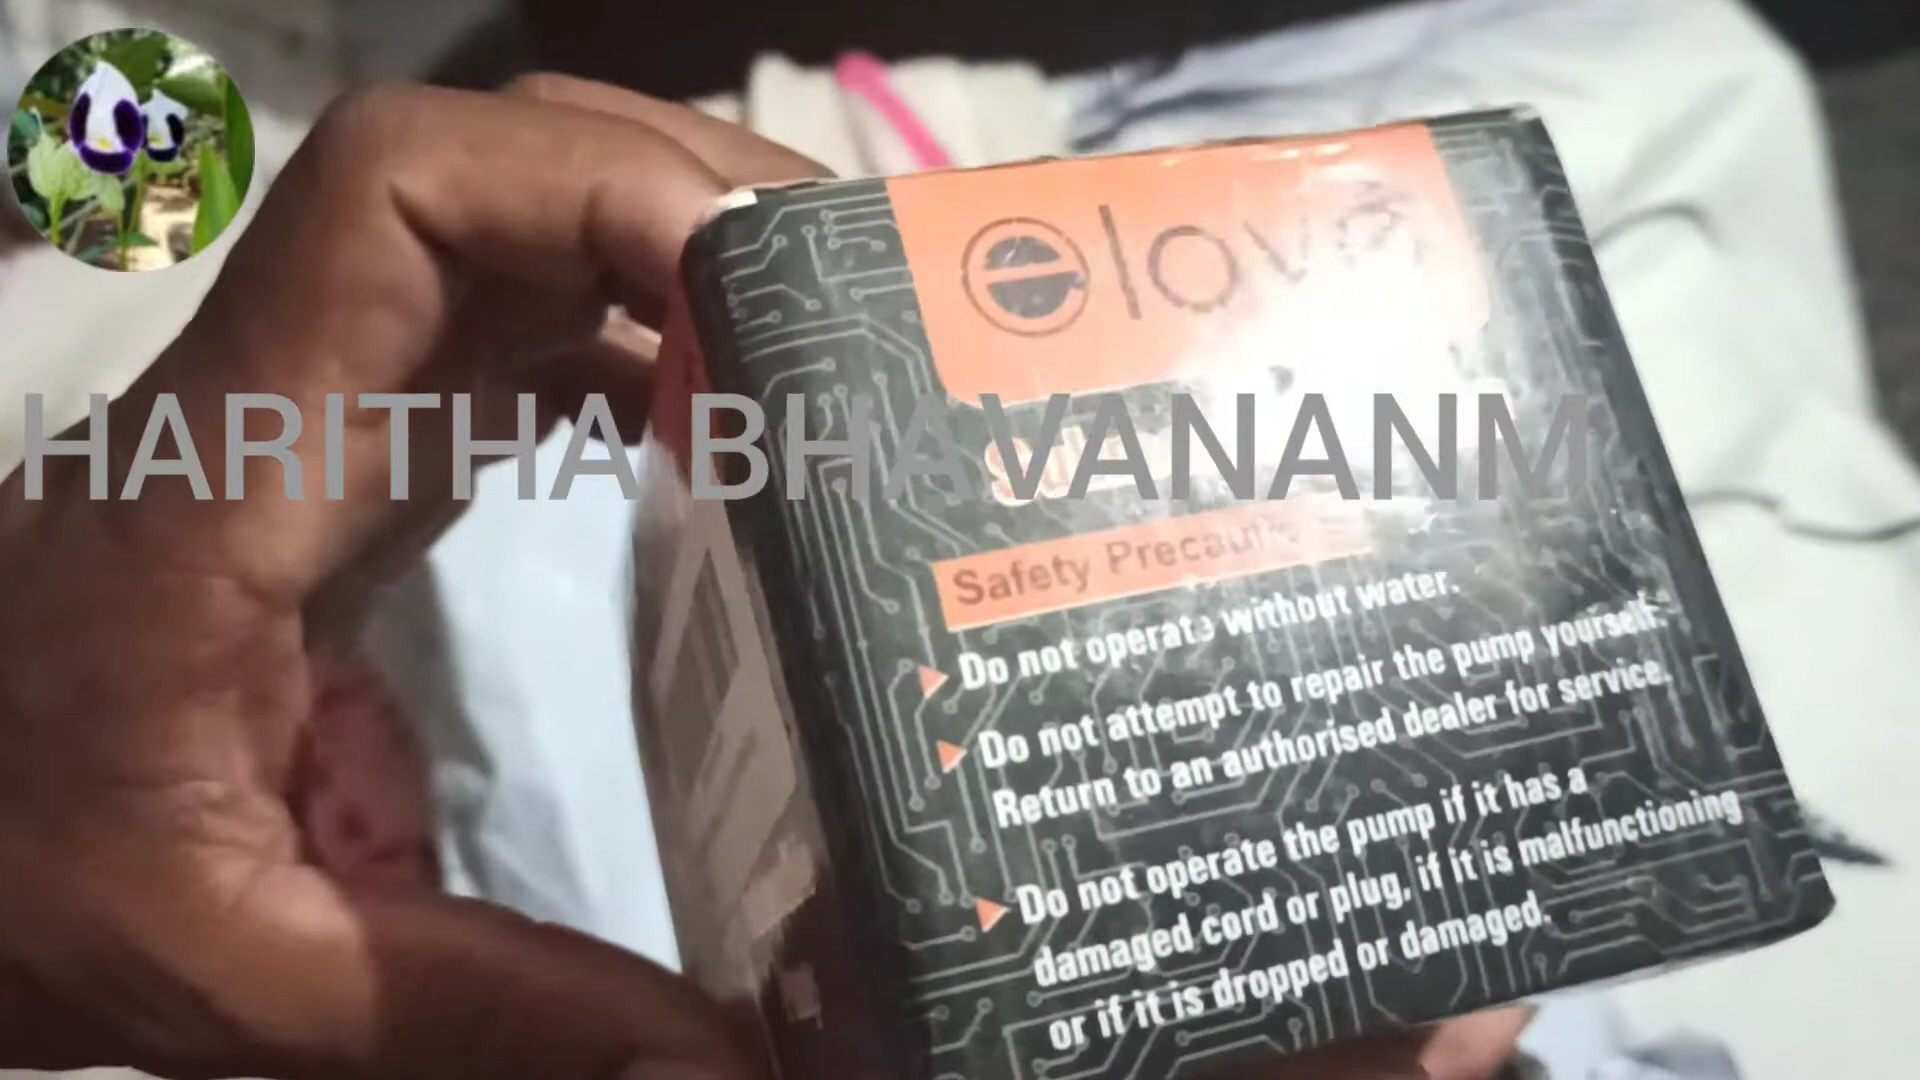 elova
HARITHA BHAVANANM
Safety
Do not operate without water.
Do not attempt to repair the pump yourself.
Return to an authorised dealer for service.
Do not operate the pump if it has a
damaged cord or plug, if it is malfunctioning
or if it is dropped or damaged.